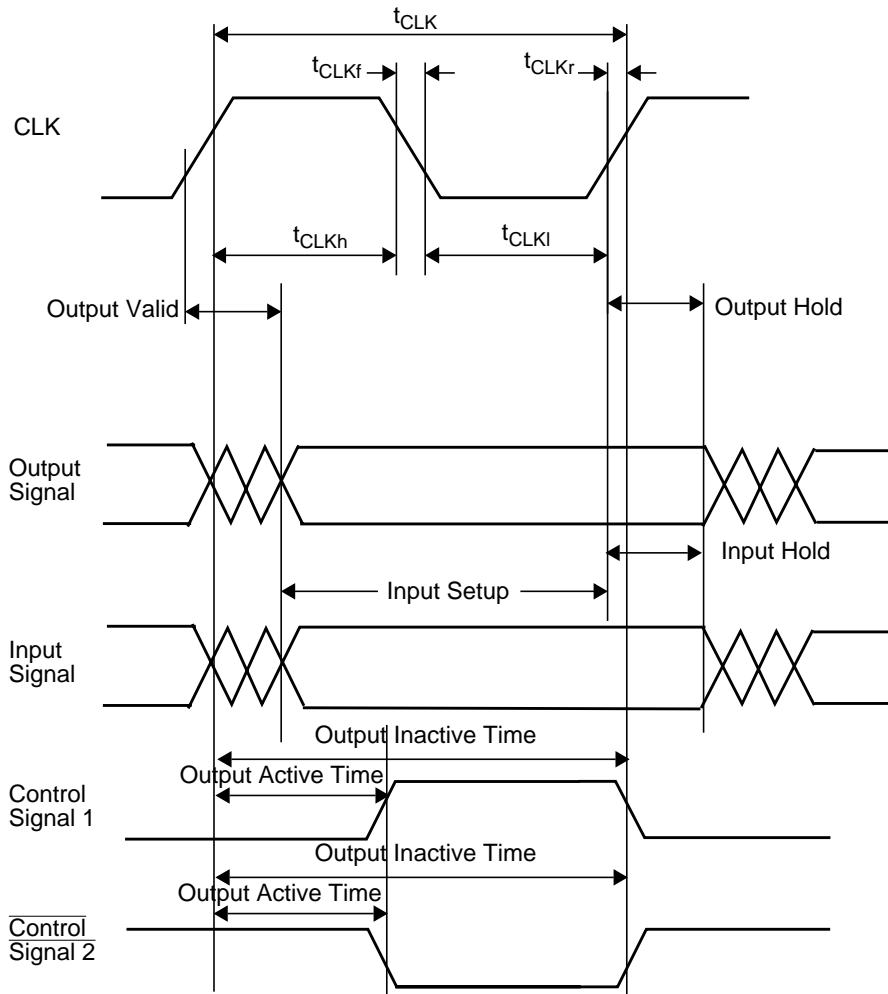 tCLK
tCLKf
tCLKr
CLK
tCLKh
tCLKl
Output Valid
Output Hold
Output
Signal
Input Hold
Input Setup
Input
Signal
Output Inactive Time
Output Active Time
Control
Signal 1
Output Inactive Time
Output Active Time
Control
Signal 2